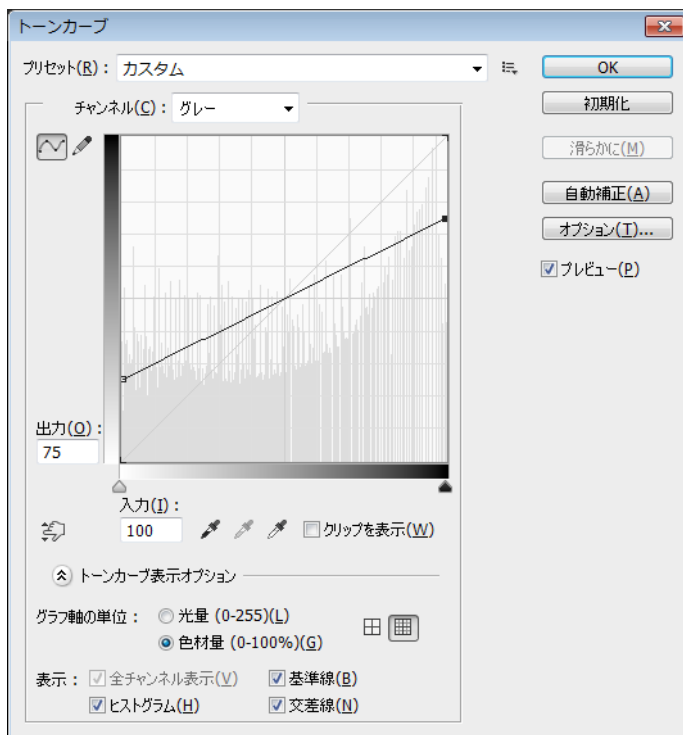 トーンカーブ
プリセット(R)： カスタム
OK
チャンネル(C)： グレー
初期化
滑らかに(M)
自動補正(A)
オプション(T)...
プレビュー(P)
出力(O)：
75
入力(I)：
100
クリップを表示(W)
トーンカーブ表示オプション
グラフ軸の単位： 光量 (0-255)(L)
色材量 (0-100%)(G)
表示： 全チャンネル表示(V) 基準線(B)
ヒストグラム(H) 交差線(N)